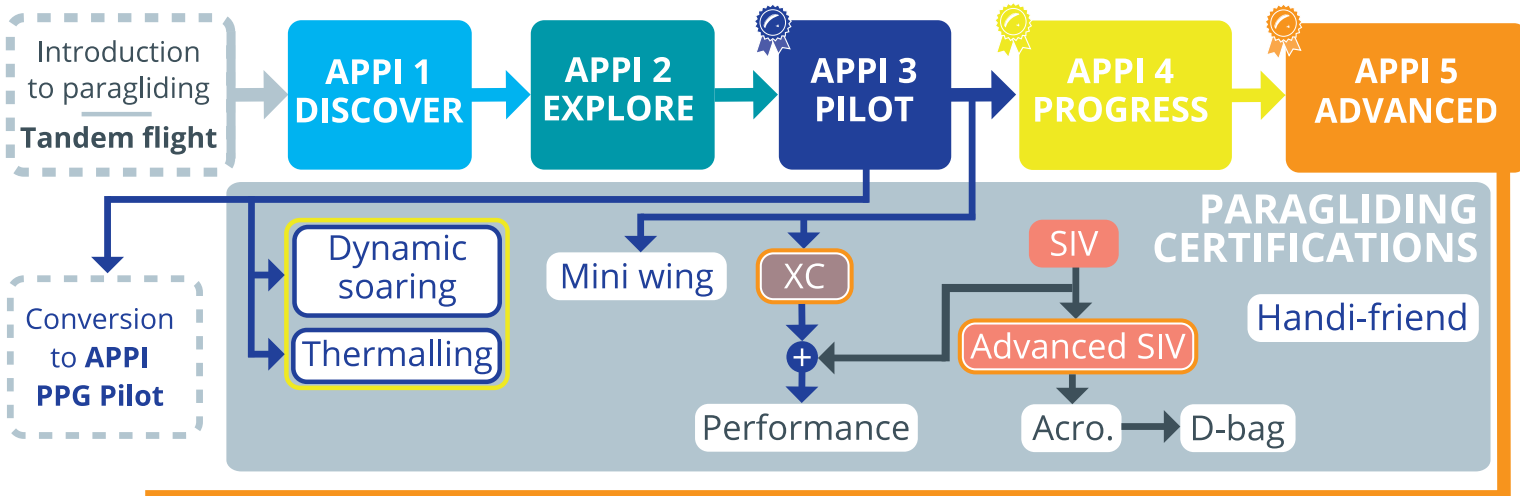 Introduction
to paragliding
Tandem flight
APPI 1
DISCOVER
APPI 2
EXPLORE
APPI 3
PILOT
APPI 4
PROGRESS
APPI 5
ADVANCED
PARAGLIDING
CERTIFICATIONS
Dynamic
soaring
Thermalling
Mini wing
XC
+
Performance
SIV
Advanced SIV
Acro.
D-bag
Handi-friend
Conversion
to APPI
PPG Pilot